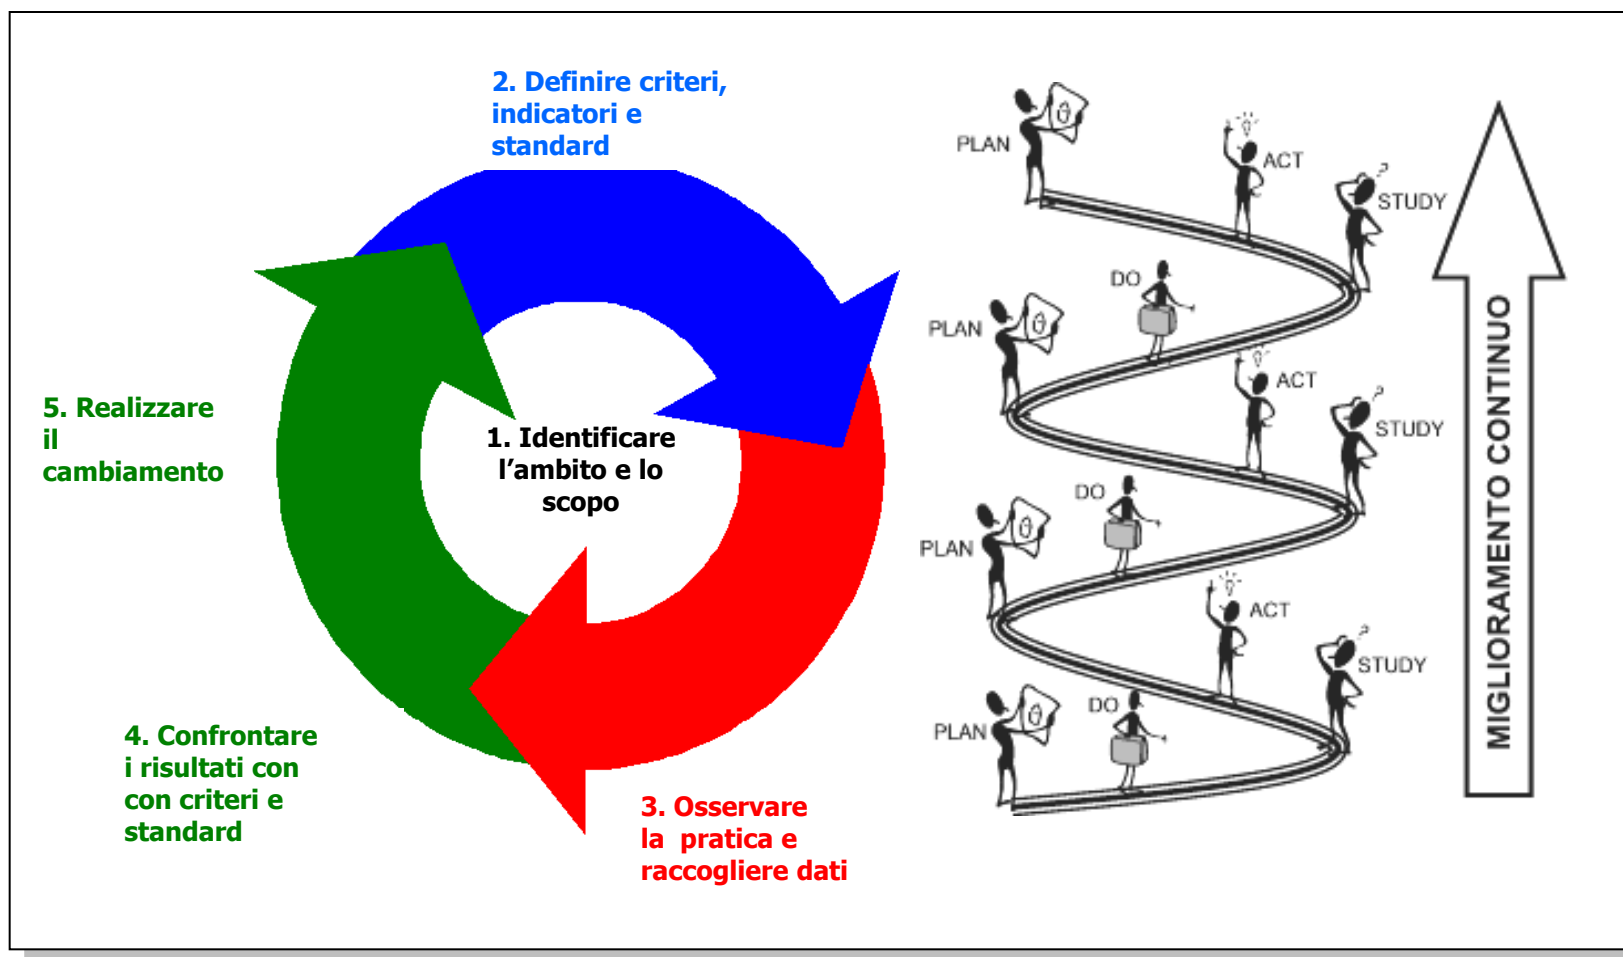 2. Definire criteri,
indicatori e
standard
5. Realizzare
il
cambiamento
1. Identificare
l’ambito e lo
scopo
4. Confrontare
i risultati con
con criteri e
standard
3. Osservare
la pratica e
raccogliere dati
PLAN
ACT
STUDY
DO
PLAN
ACT
STUDY
DO
PLAN
ACT
STUDY
DO
PLAN
MIGLIORAMENTO CONTINUO